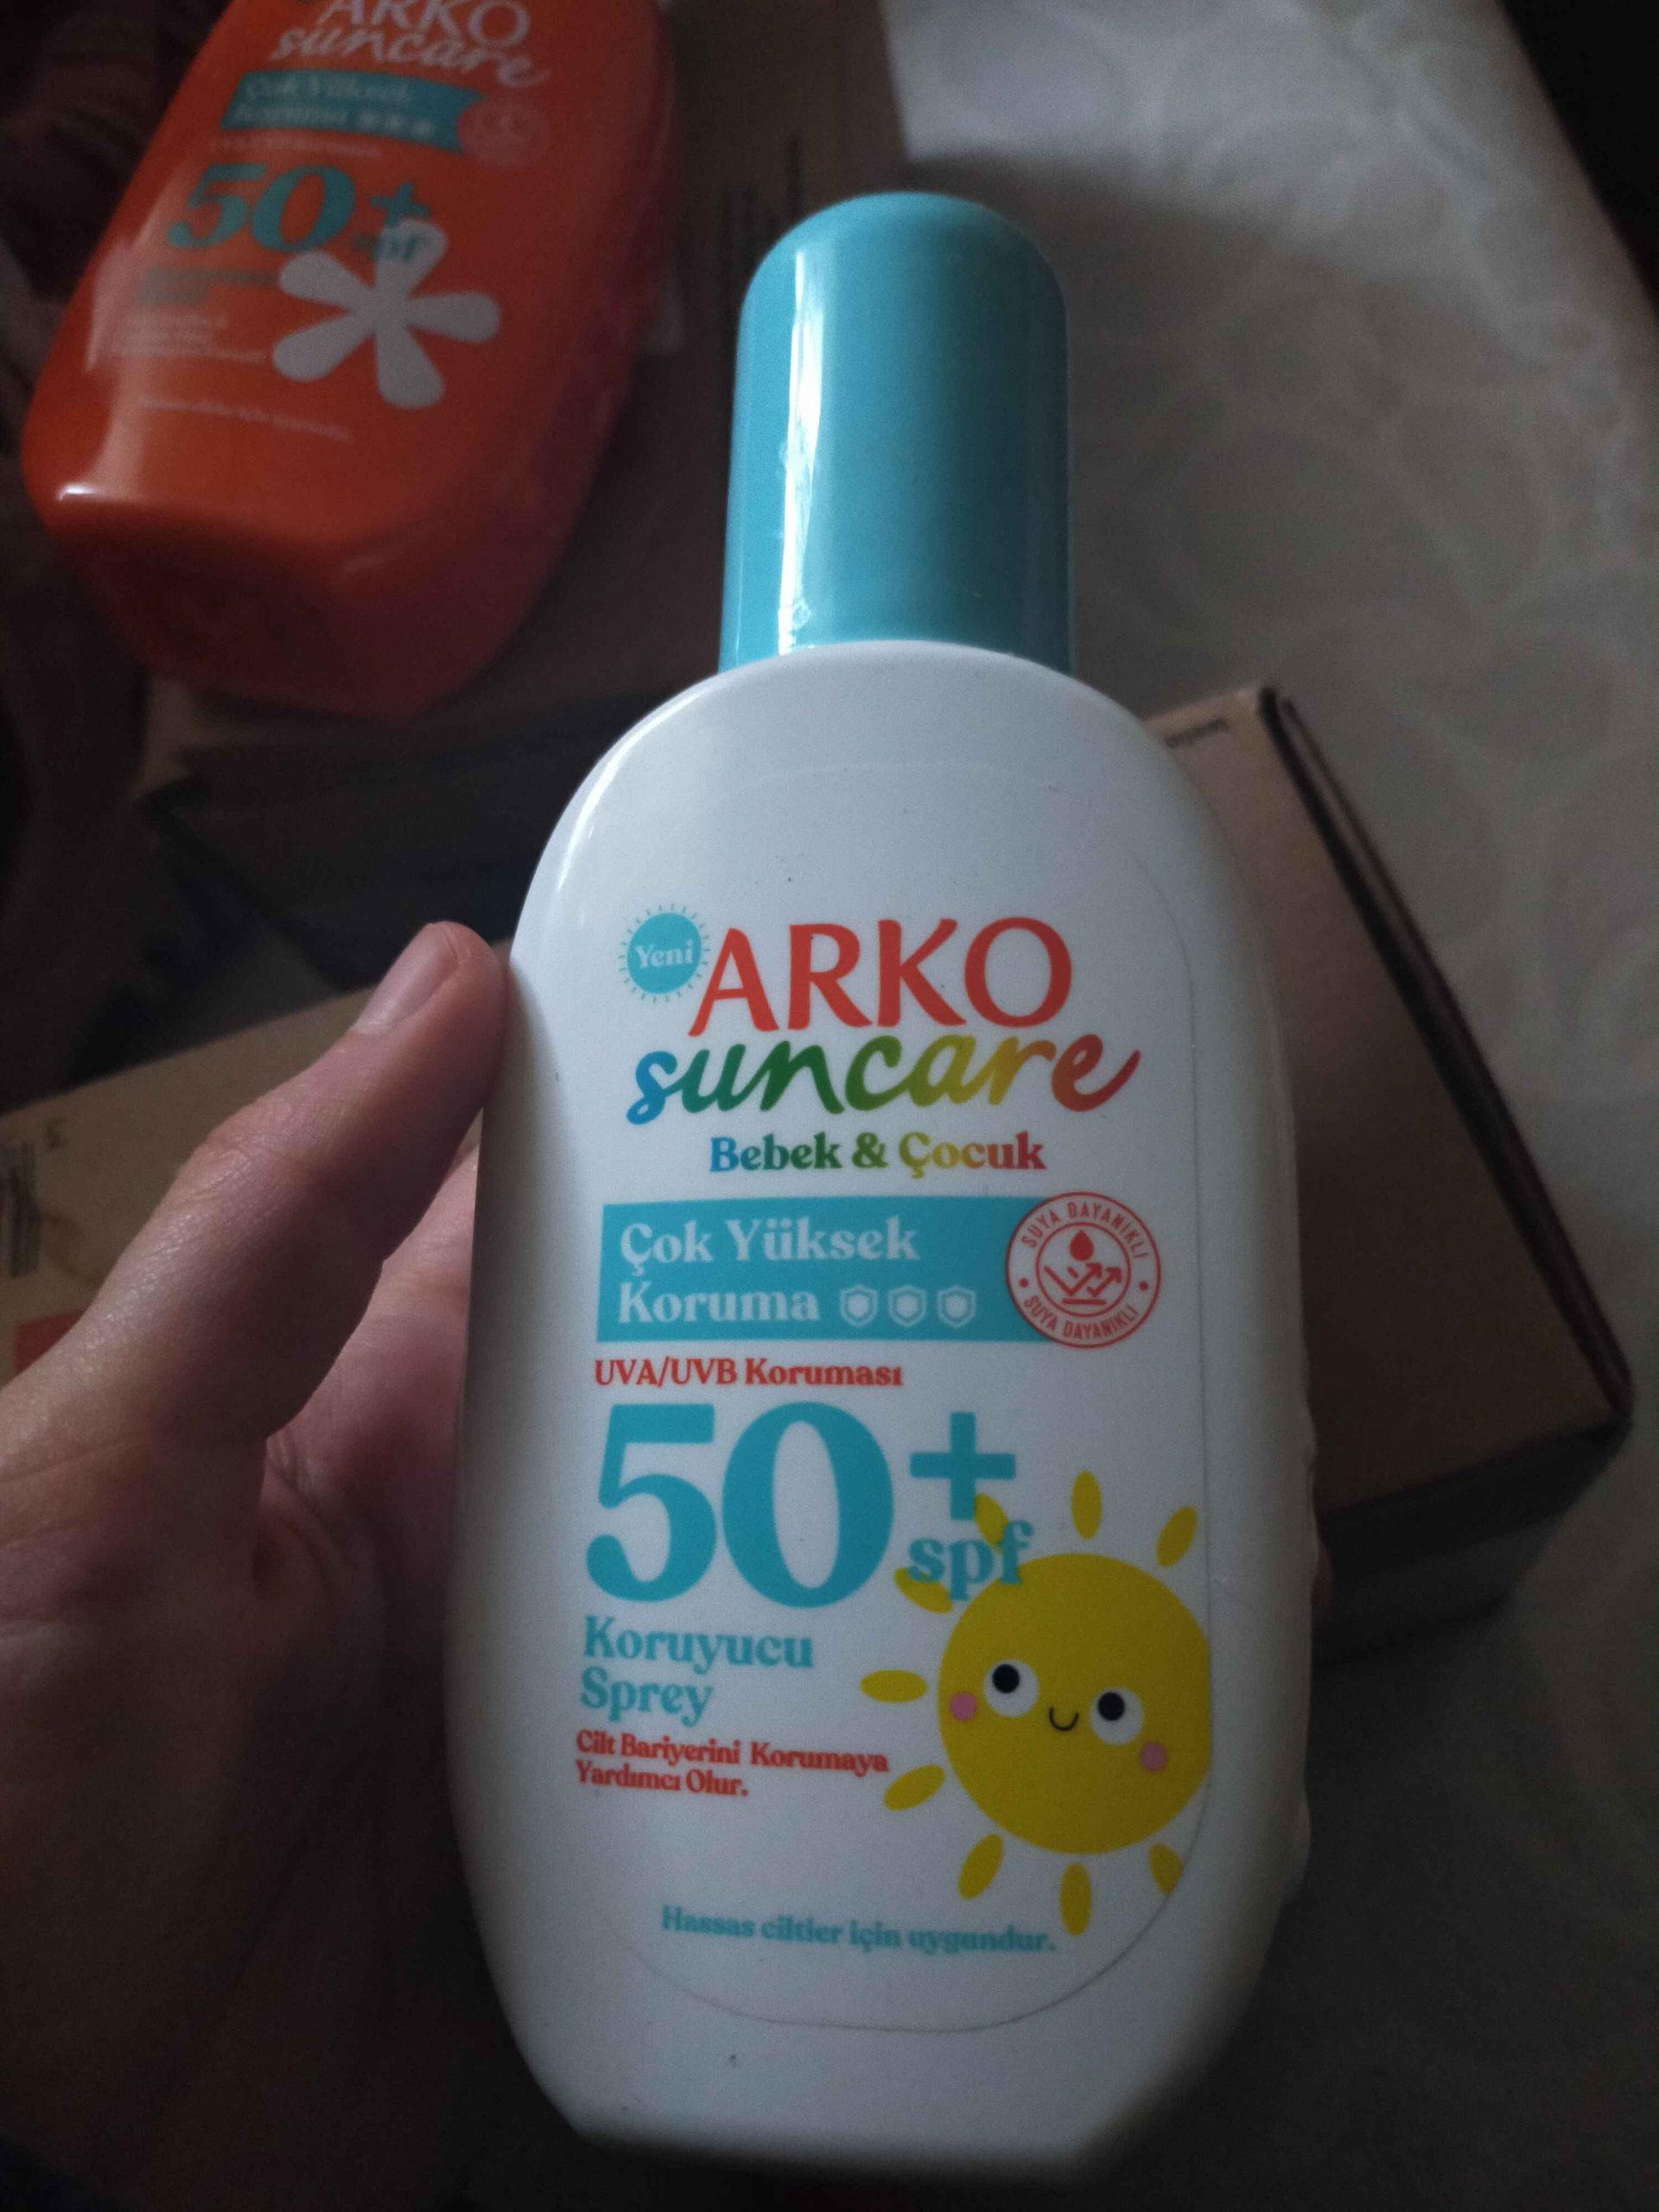 ARKO
suncare
Çok Yüksek
Koruma
50+
spf
Yeni
ARKO
suncare
Bebek & Çocuk
Çok Yüksek
Koruma
SUYA DAYANIKLI
SUYA DAYANIKLI
UVA/UVB Koruması
50+
spf
Koruyucu
Sprey
Cilt Bariyerini Korumaya
Yardımcı Olur.
Hassas ciltler için uygundur.